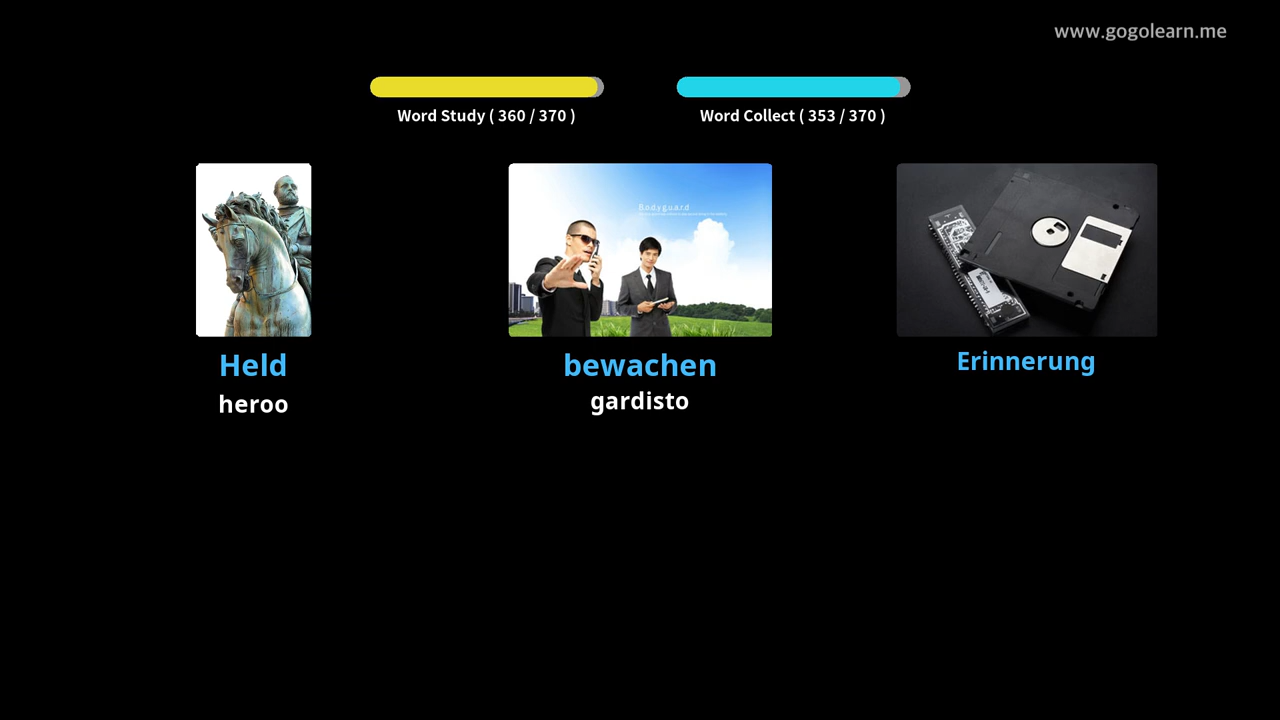 www.gogolearn.me
Word Study ( 360 / 370 )
Word Collect ( 353 / 370 )
Bodyguard
Held
heroo
bewachen
gardisto
Erinnerung